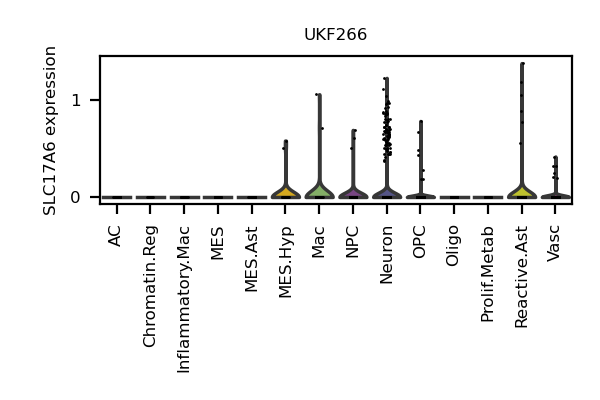 UKF266
SLC17A6 expression
1
0
AC
Chromatin.Reg
Inflammatory.Mac
MES
MES.Ast
MES.Hyp
Mac
NPC
Neuron
OPC
Oligo
Prolif.Metab
Reactive.Ast
Vasc